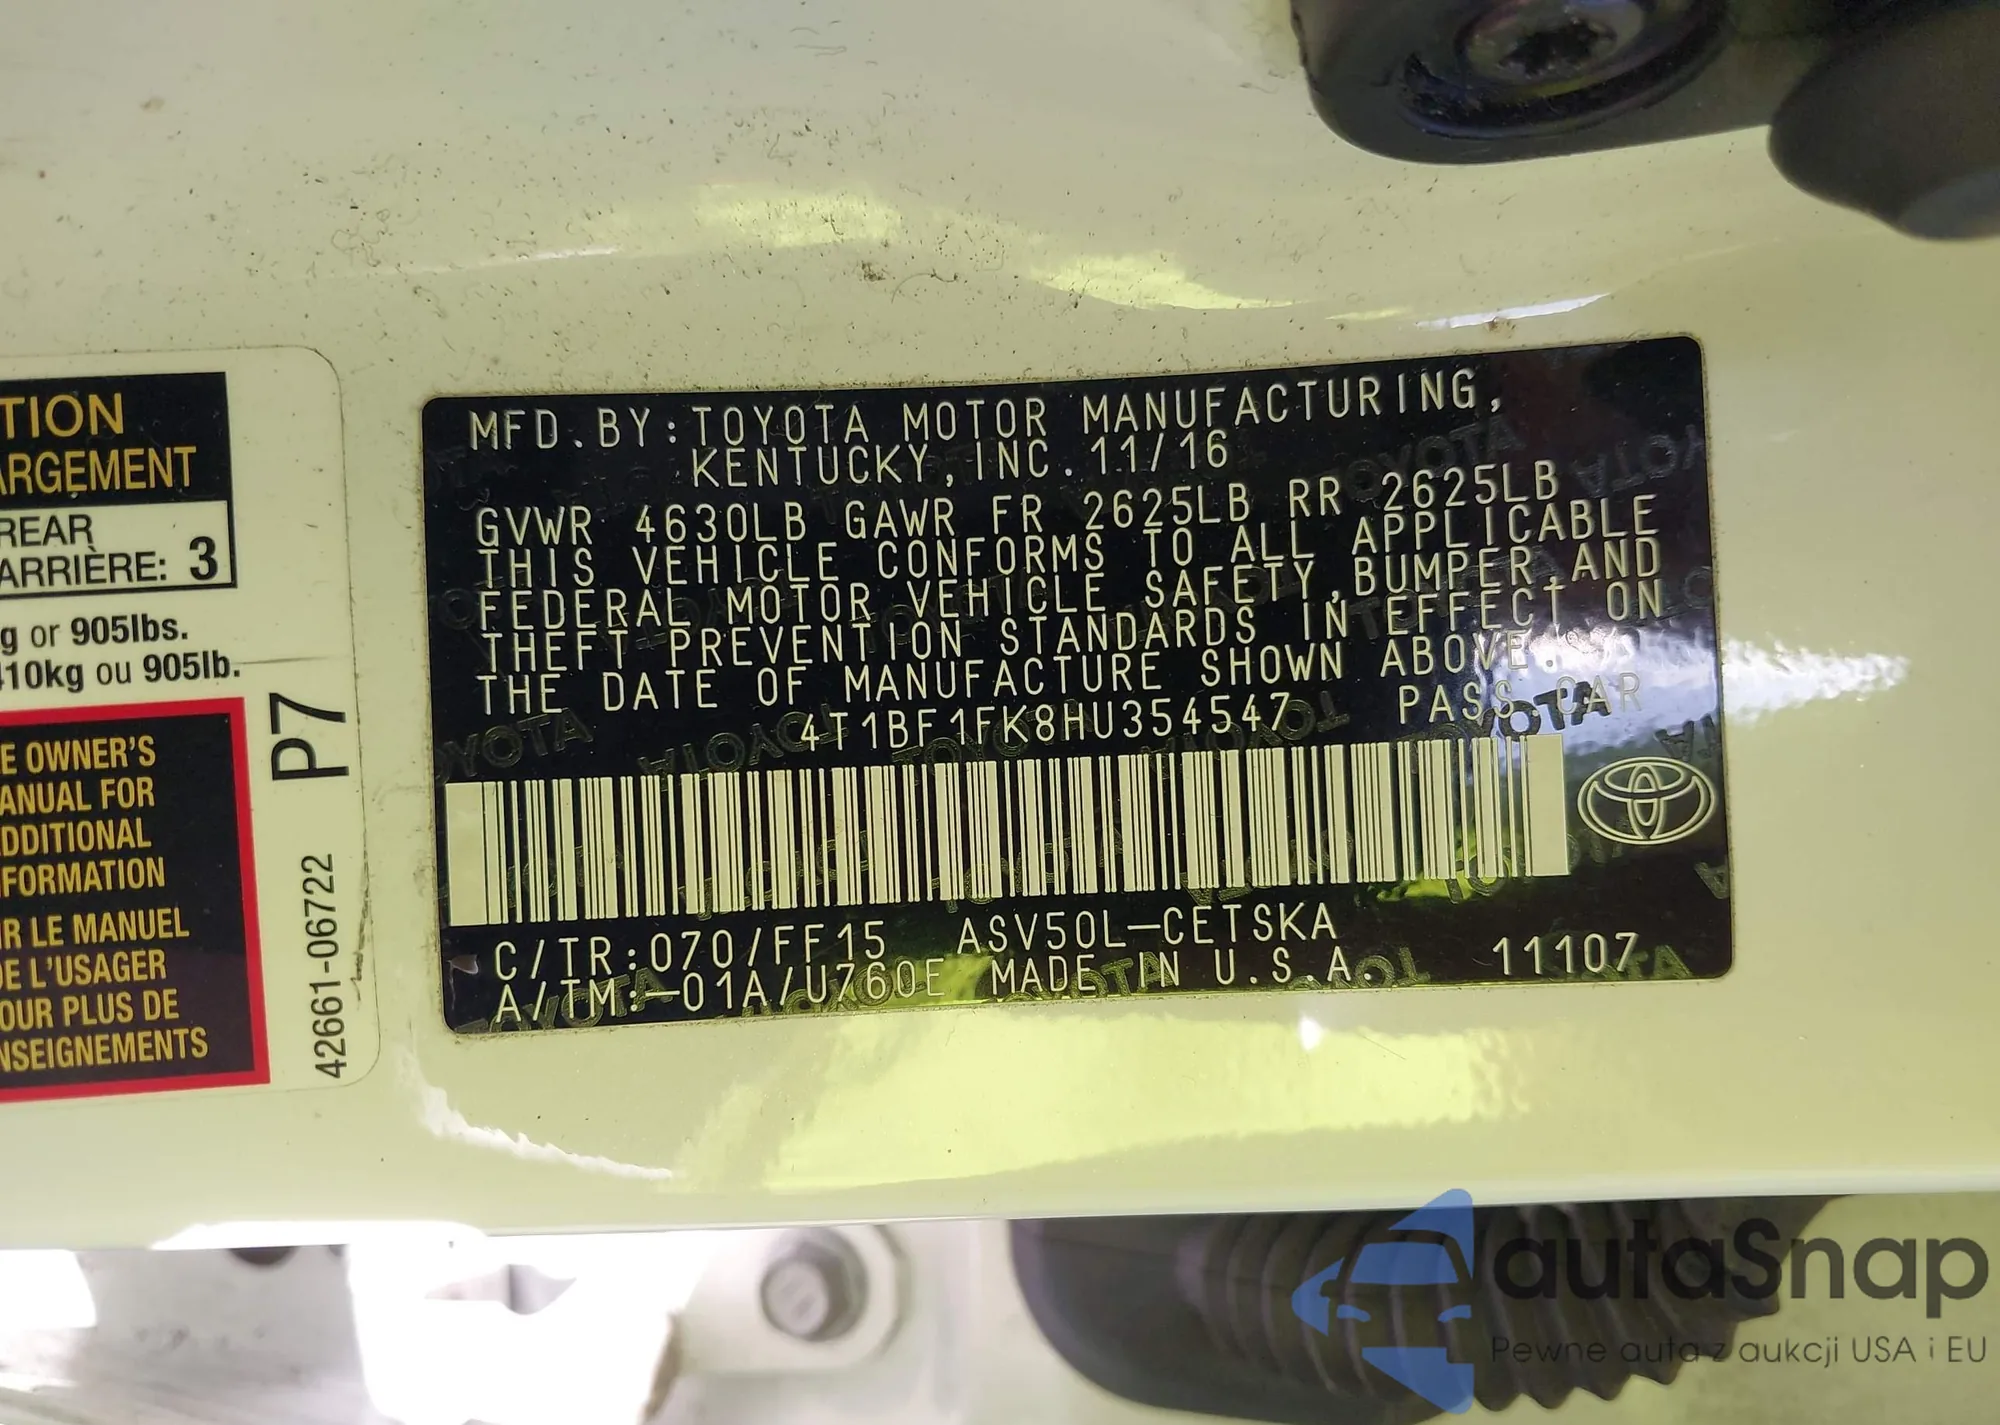 TION
ARGEMENT
REAR
ARRIÈRE: 3
g or 905lbs.
410kg ou 905lb.
E OWNER'S
ANUAL FOR
DDITIONAL
FORMATION
R LE MANUEL
DE L'USAGER
OUR PLUS DE
NSEIGNEMENTS
P7
42661-06722
MFD.BY:TOYOTA MOTOR MANUFACTURING,
KENTUCKY,INC.11/16
GVWR 4630LB GAWR FR 2625LB RR 2625LB
THIS VEHICLE CONFORMS TO ALL APPLICABLE
FEDERAL MOTOR VEHICLE SAFETY,BUMPER,AND
THEFT PREVENTION STANDARDS IN EFFECT ON
THE DATE OF MANUFACTURE SHOWN ABOVE.
4T1BF1FK8HU354547 PASS.CAR
C/TR:070/FF15 ASV50L-CETSKA
A/TM:-01A/U760E MADE IN U.S.A. 11107
autaSnap
Pewne auta z aukcji USA i EU